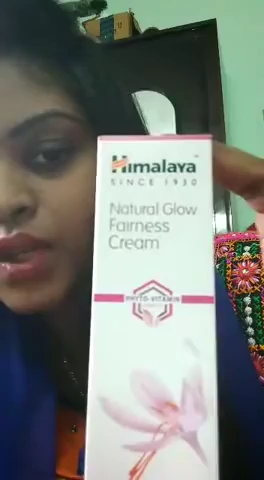 Himalaya
SINCE 1930
Natural Glow
Fairness
Cream
PHYTO-VITAMIN